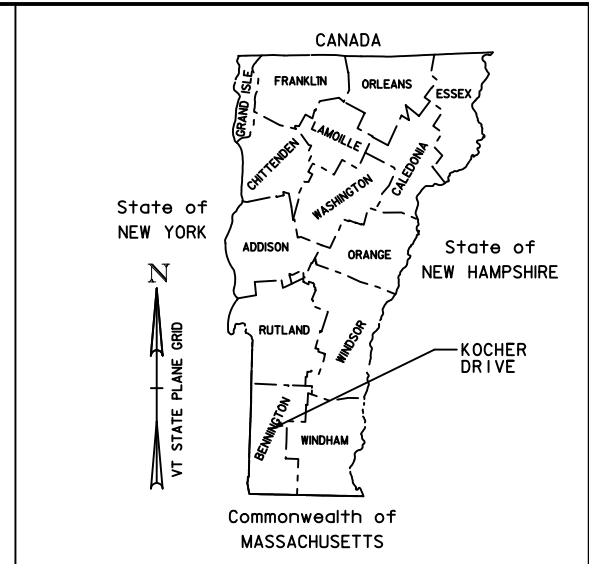 CANADA
FRANKLIN
ORLEANS
ESSEX
GRAND ISLE
LAMOILLE
CHITTENDEN
CALEDONIA
WASHINGTON
State of
NEW YORK
ADDISON
ORANGE
State of
NEW HAMPSHIRE
N
VT STATE PLANE GRID
RUTLAND
WINDSOR
KOCHER
DRIVE
BENNINGTON
WINDHAM
Commonwealth of
MASSACHUSETTS